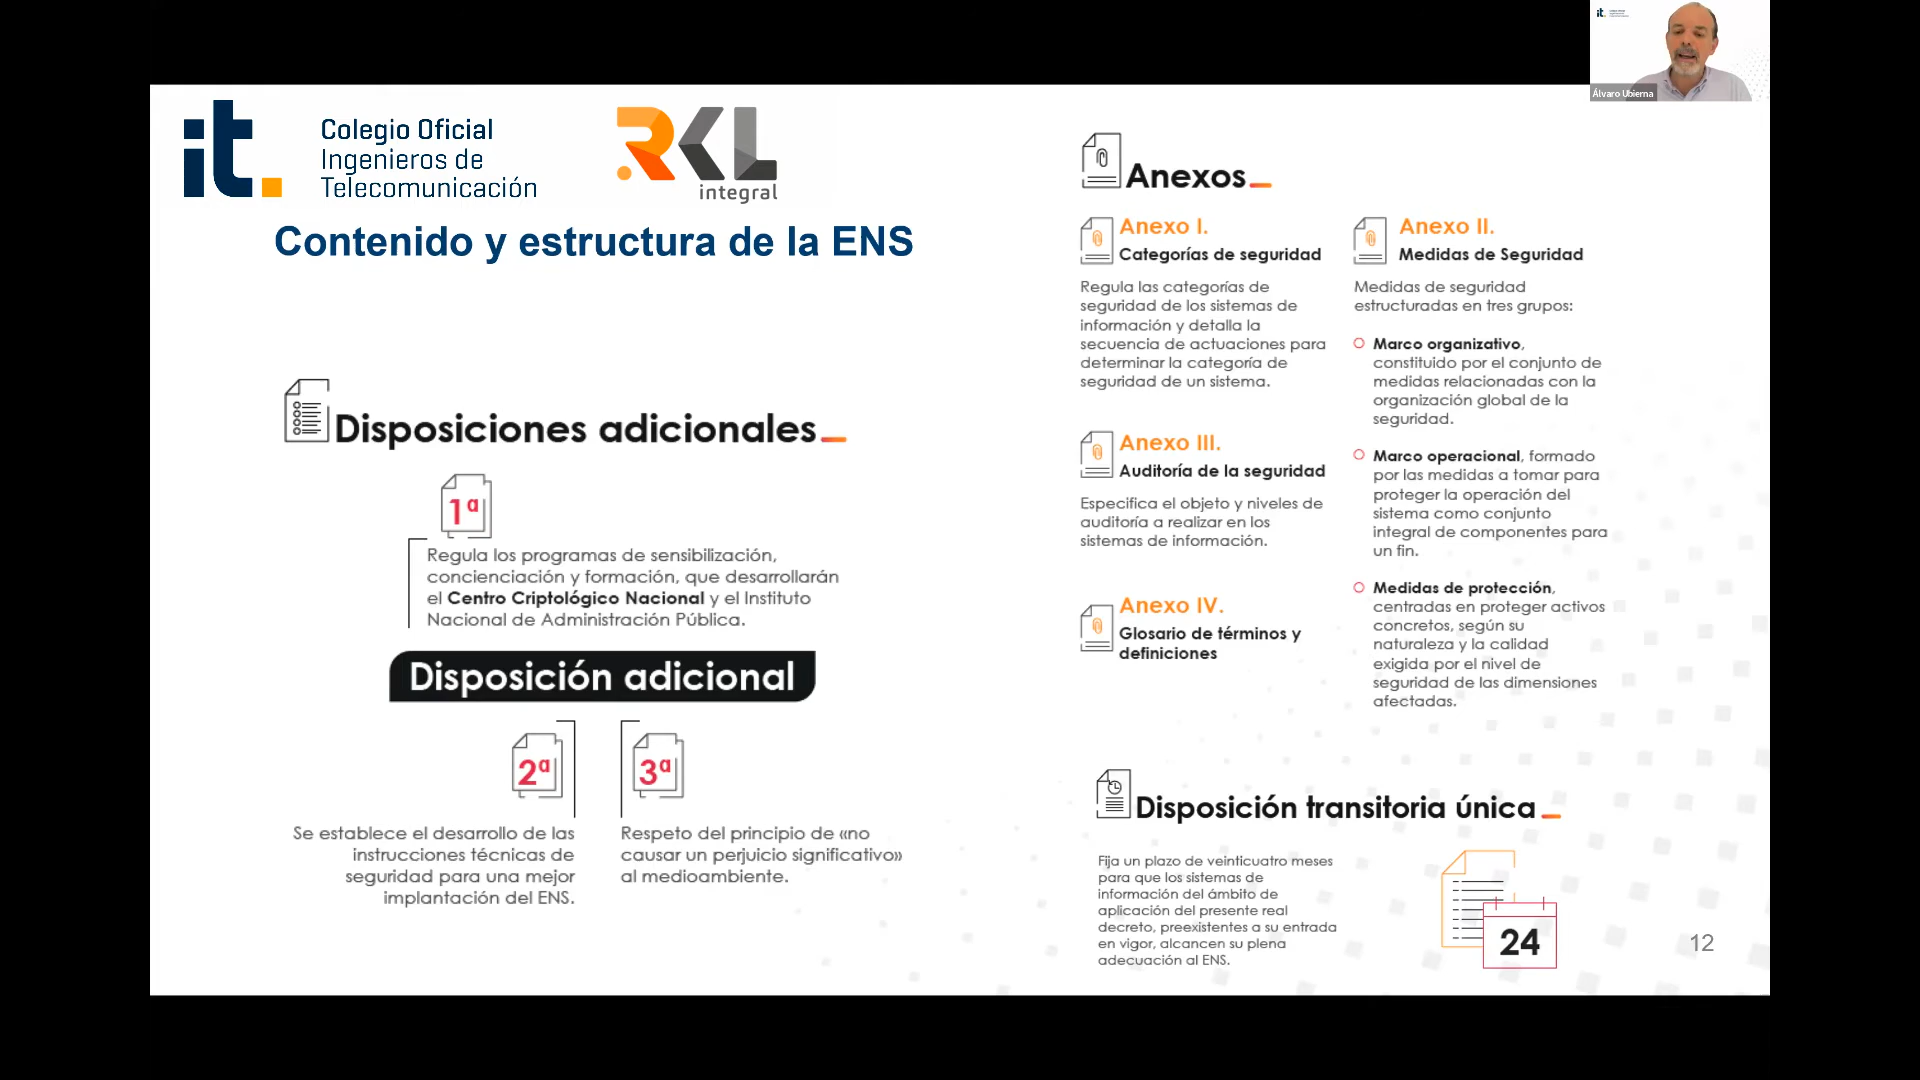 it.
Álvaro Ubierna
it.
Colegio Oficial
Ingenieros de
Telecomunicación
RKL
integral
Contenido y estructura de la ENS
Disposiciones adicionales
1ª
Regula los programas de sensibilización,
concienciación y formación, que desarrollarán
el Centro Criptológico Nacional y el Instituto
Nacional de Administración Pública.
Disposición adicional
2ª
Se establece el desarrollo de las
instrucciones técnicas de
seguridad para una mejor
implantación del ENS.
3ª
Respeto del principio de «no
causar un perjuicio significativo»
al medioambiente.
Anexos
Anexo I.
Categorías de seguridad
Regula las categorías de
seguridad de los sistemas de
información y detalla la
secuencia de actuaciones para
determinar la categoría de
seguridad de un sistema.
Anexo II.
Medidas de Seguridad
Medidas de seguridad
estructuradas en tres grupos:
Marco organizativo,
constituido por el conjunto de
medidas relacionadas con la
organización global de la
seguridad.
Marco operacional, formado
por las medidas a tomar para
proteger la operación del
sistema como conjunto
integral de componentes para
un fin.
Medidas de protección,
centradas en proteger activos
concretos, según su
naturaleza y la calidad
exigida por el nivel de
seguridad de las dimensiones
afectadas.
Anexo III.
Auditoría de la seguridad
Especifica el objeto y niveles de
auditoría a realizar en los
sistemas de información.
Anexo IV.
Glosario de términos y
definiciones
Disposición transitoria única
Fija un plazo de veinticuatro meses
para que los sistemas de
información del ámbito de
aplicación del presente real
decreto, preexistentes a su entrada
en vigor, alcancen su plena
adecuación al ENS.
24
12